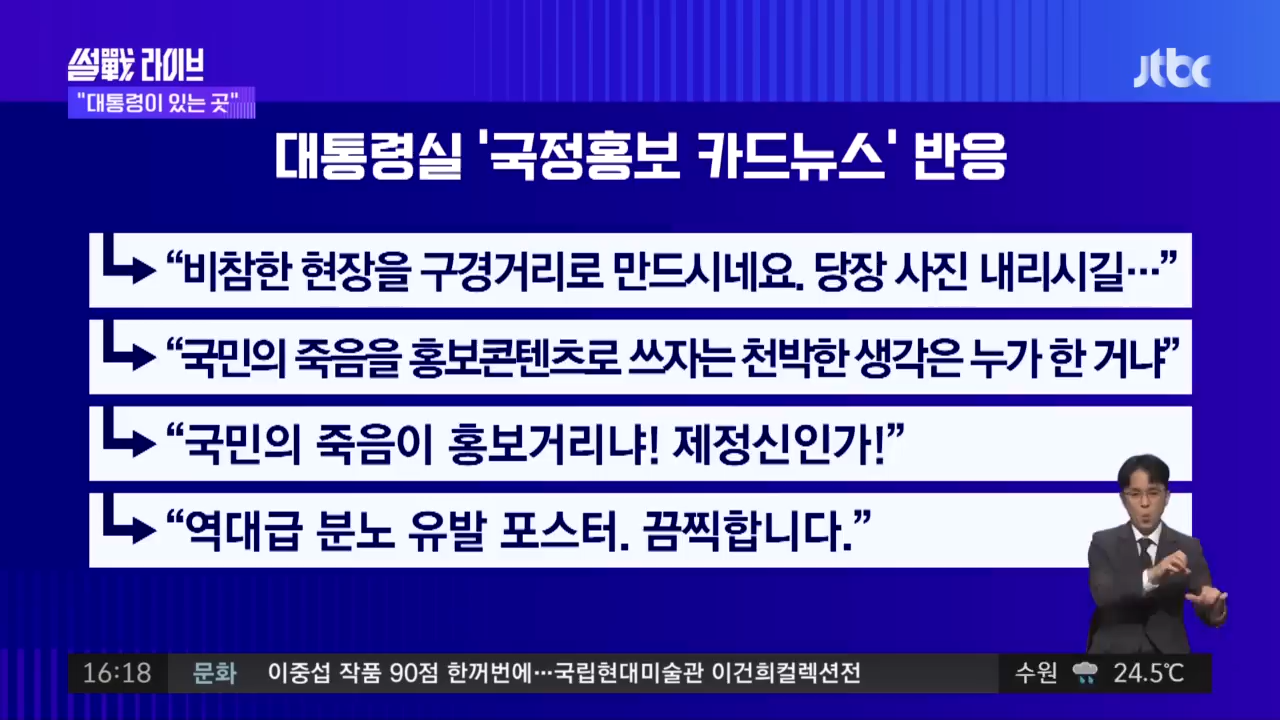 썰戰 라이브
jtbc
"대통령이 있는 곳"
대통령실 '국정홍보 카드뉴스' 반응
“비참한 현장을 구경거리로 만드시네요. 당장 사진 내리시길…”
“국민의 죽음을 홍보콘텐츠로 쓰자는 천박한 생각은 누가 한 거냐”
“국민의 죽음이 홍보거리냐! 제정신인가!”
“역대급 분노 유발 포스터. 끔찍합니다.”
16:18 문화 이중섭 작품 90점 한꺼번에…국립현대미술관 이건희컬렉션전 수원 24.5℃